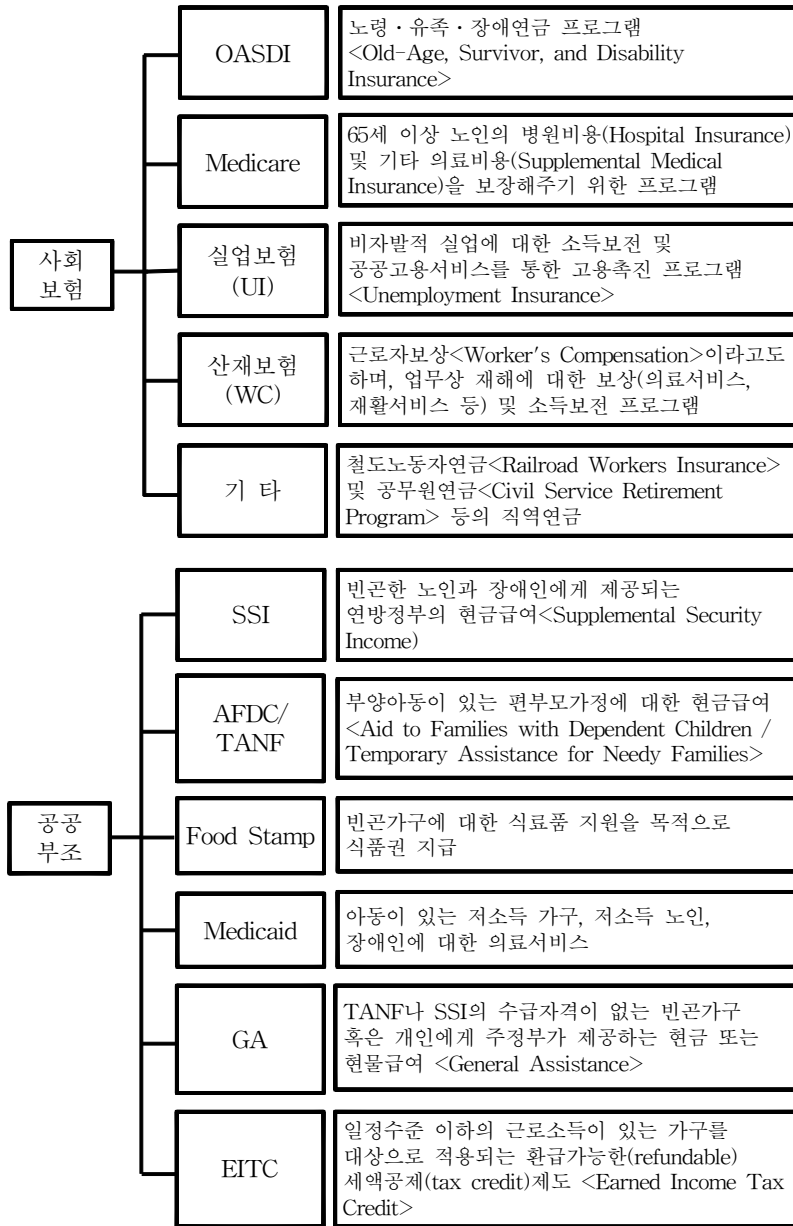 사회
보험
OASDI
노령·유족·장애연금 프로그램
<Old-Age, Survivor, and Disability
Insurance>
Medicare
65세 이상 노인의 병원비용(Hospital Insurance)
및 기타 의료비용(Supplemental Medical
Insurance)을 보장해주기 위한 프로그램
실업보험
(UI)
비자발적 실업에 대한 소득보전 및
공공고용서비스를 통한 고용촉진 프로그램
<Unemployment Insurance>
산재보험
(WC)
근로자보상<Worker's Compensation>이라고도
하며, 업무상 재해에 대한 보상(의료서비스,
재활서비스 등) 및 소득보전 프로그램
기 타
철도노동자연금<Railroad Workers Insurance>
및 공무원연금<Civil Service Retirement
Program> 등의 직역연금
공공
부조
SSI
빈곤한 노인과 장애인에게 제공되는
연방정부의 현금급여<Supplemental Security
Income)
AFDC/
TANF
부양아동이 있는 편부모가정에 대한 현금급여
<Aid to Families with Dependent Children /
Temporary Assistance for Needy Families>
Food Stamp
빈곤가구에 대한 식료품 지원을 목적으로
식품권 지급
Medicaid
아동이 있는 저소득 가구, 저소득 노인,
장애인에 대한 의료서비스
GA
TANF나 SSI의 수급자격이 없는 빈곤가구
혹은 개인에게 주정부가 제공하는 현금 또는
현물급여 <General Assistance>
EITC
일정수준 이하의 근로소득이 있는 가구를
대상으로 적용되는 환급가능한(refundable)
세액공제(tax credit)제도 <Earned Income Tax
Credit>